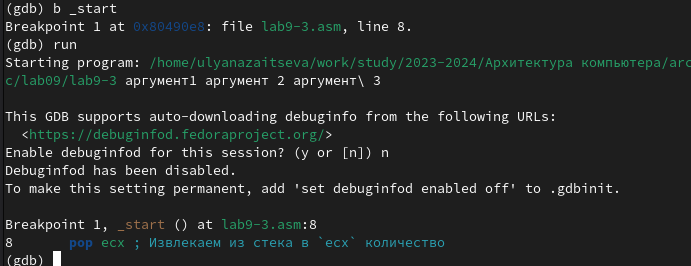 (gdb) b _start
Breakpoint 1 at 0x80490e8: file lab9-3.asm, line 8.
(gdb) run
Starting program: /home/ulyanazaitseva/work/study/2023-2024/Архитектура компьютера/arc
c/lab09/lab9-3 аргумент1 аргумент 2 аргумент\ 3
This GDB supports auto-downloading debuginfo from the following URLs:
<https://debuginfod.fedoraproject.org/>
Enable debuginfod for this session? (y or [n]) n
Debuginfod has been disabled.
To make this setting permanent, add 'set debuginfod enabled off' to .gdbinit.
Breakpoint 1, _start () at lab9-3.asm:8
8 pop ecx ; Извлекаем из стека в `ecx` количество
(gdb)